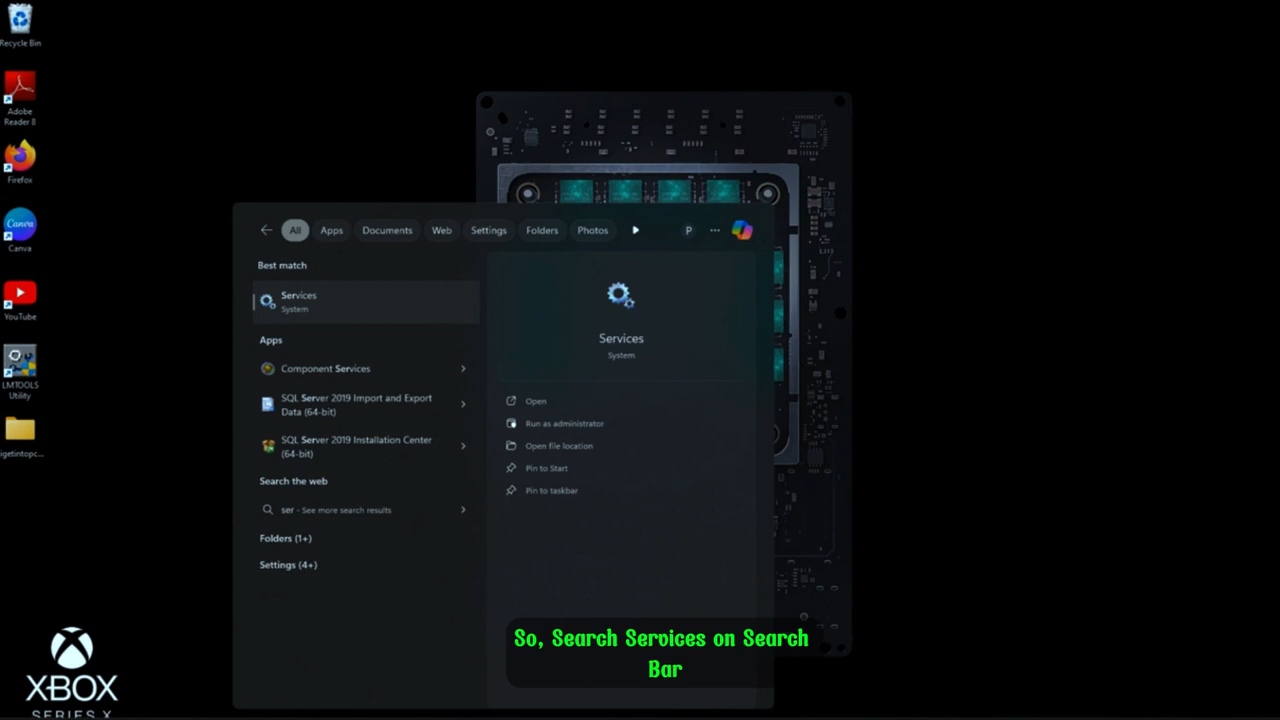 Recycle Bin
Adobe
Reader 8
Firefox
Canva
Canva
YouTube
LMTOOLS
Utility
igetintopc...
XBOX
SERIES X
All
Apps
Documents
Web
Settings
Folders
Photos
P
Best match
Services
System
Apps
Component Services
SQL Server 2019 Import and Export
Data (64-bit)
SQL Server 2019 Installation Center
(64-bit)
Search the web
ser - See more search results
Folders (1+)
Settings (4+)
Services
System
Open
Run as administrator
Open file location
Pin to Start
Pin to taskbar
So, Search Services on Search
Bar